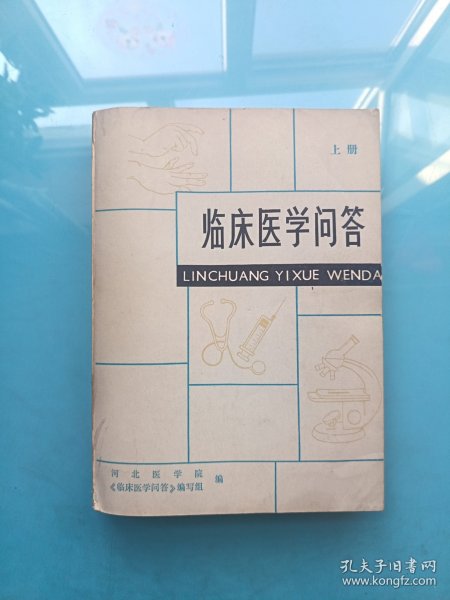 上册
临床医学问答
LINCHUANG YIXUE WENDA
河北医学院
《临床医学问答》编写组
编
孔夫子旧书网
www.kongfz.com